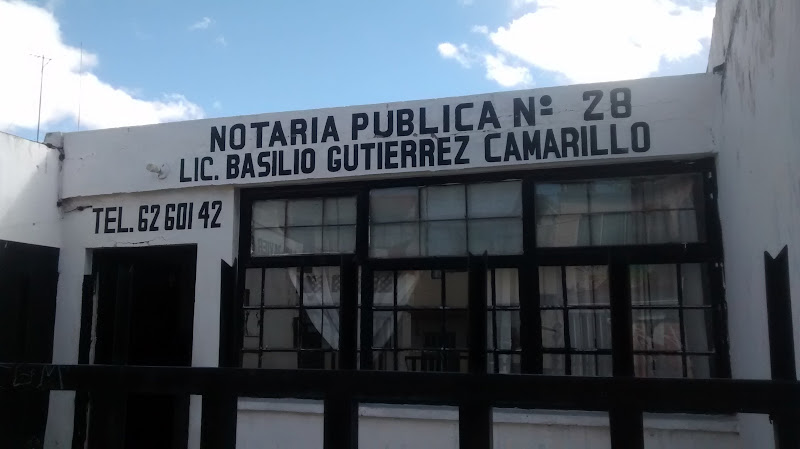 NOTARIA PUBLICA Nº 28
LIC. BASILIO GUTIERREZ CAMARILLO
TEL. 62 601 42